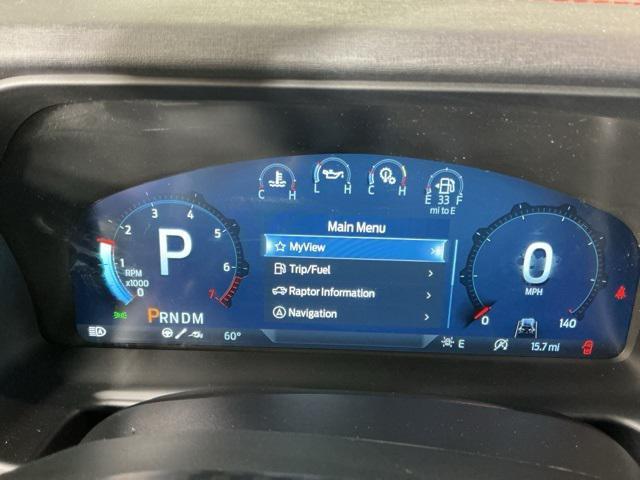 C H
L H
C H
E 33 F
mi to E
Main Menu
MyView
Trip/Fuel
Raptor Information
Navigation
P
0 1 2 3 4 5 6 7
RPM
x1000
PRNDM
60°
0
MPH
0 140
A
E
15.7 mi